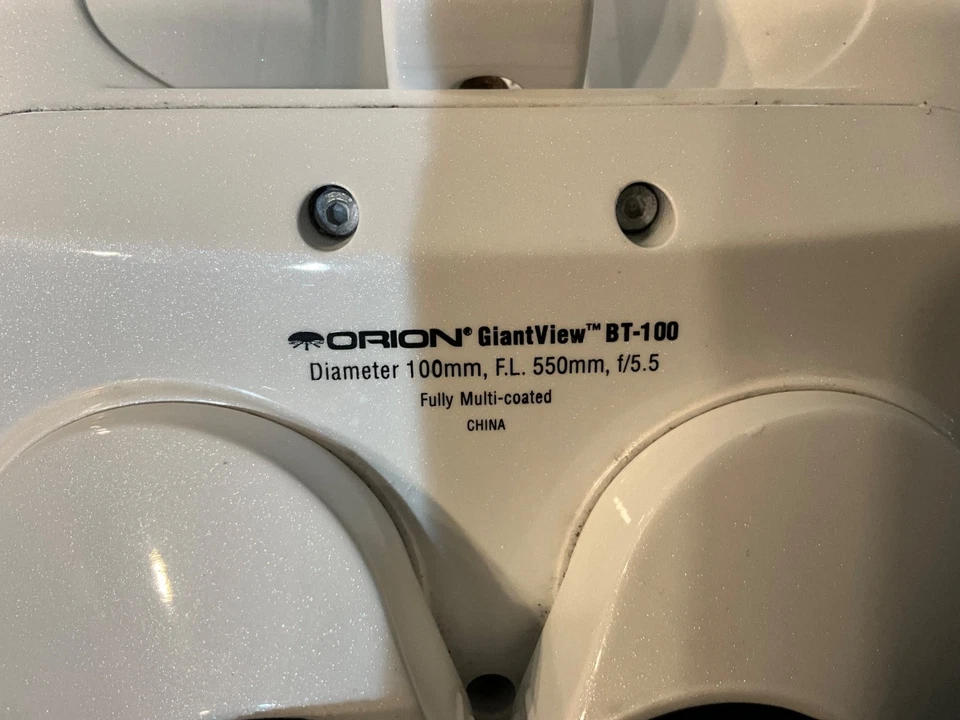 ORION® GiantView™ BT-100
Diameter 100mm, F.L. 550mm, f/5.5
Fully Multi-coated
CHINA